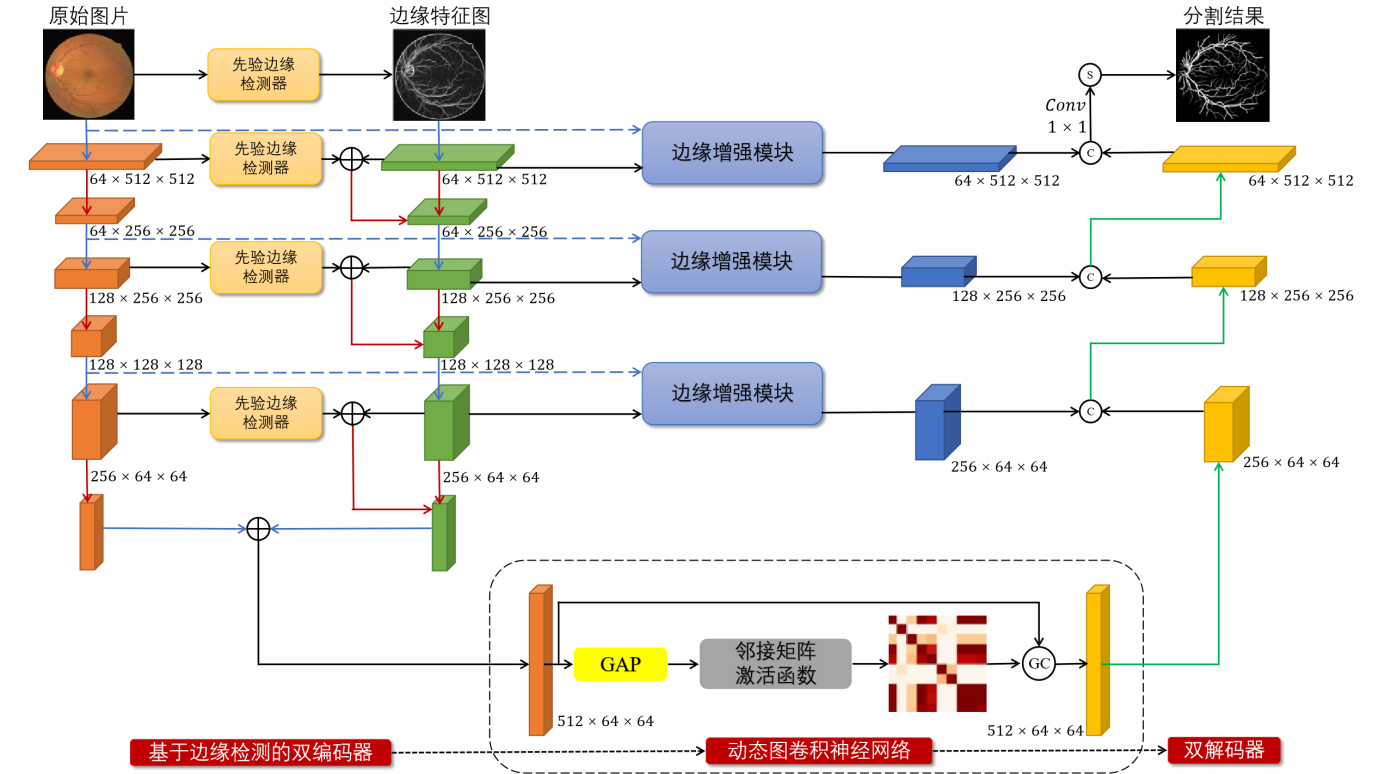 原始图片
边缘特征图
分割结果
先验边缘
检测器
S
Conv
1 × 1
先验边缘
检测器
边缘增强模块
C
64 × 512 × 512
64 × 512 × 512
64 × 512 × 512
64 × 512 × 512
64 × 256 × 256
64 × 256 × 256
先验边缘
检测器
边缘增强模块
C
128 × 256 × 256
128 × 256 × 256
128 × 256 × 256
128 × 256 × 256
128 × 128 × 128
128 × 128 × 128
先验边缘
检测器
边缘增强模块
C
256 × 64 × 64
256 × 64 × 64
256 × 64 × 64
256 × 64 × 64
GAP
邻接矩阵
激活函数
GC
512 × 64 × 64
512 × 64 × 64
基于边缘检测的双编码器
动态图卷积神经网络
双解码器